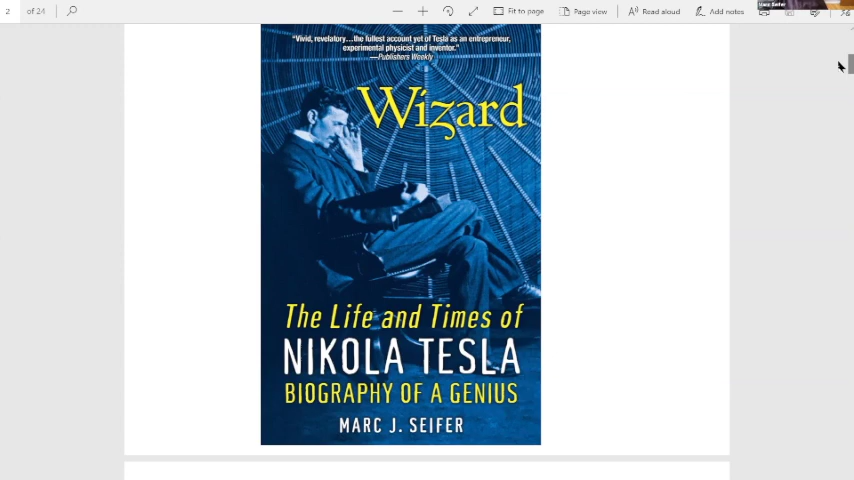 2 of 24 Fit to page Page view Read aloud Add notes
Marc Seifer
"Vivid, revelatory...the fullest account yet of Tesla as an entrepreneur,
experimental physicist and inventor."
—Publishers Weekly
Wizard
The Life and Times of
NIKOLA TESLA
BIOGRAPHY OF A GENIUS
MARC J. SEIFER